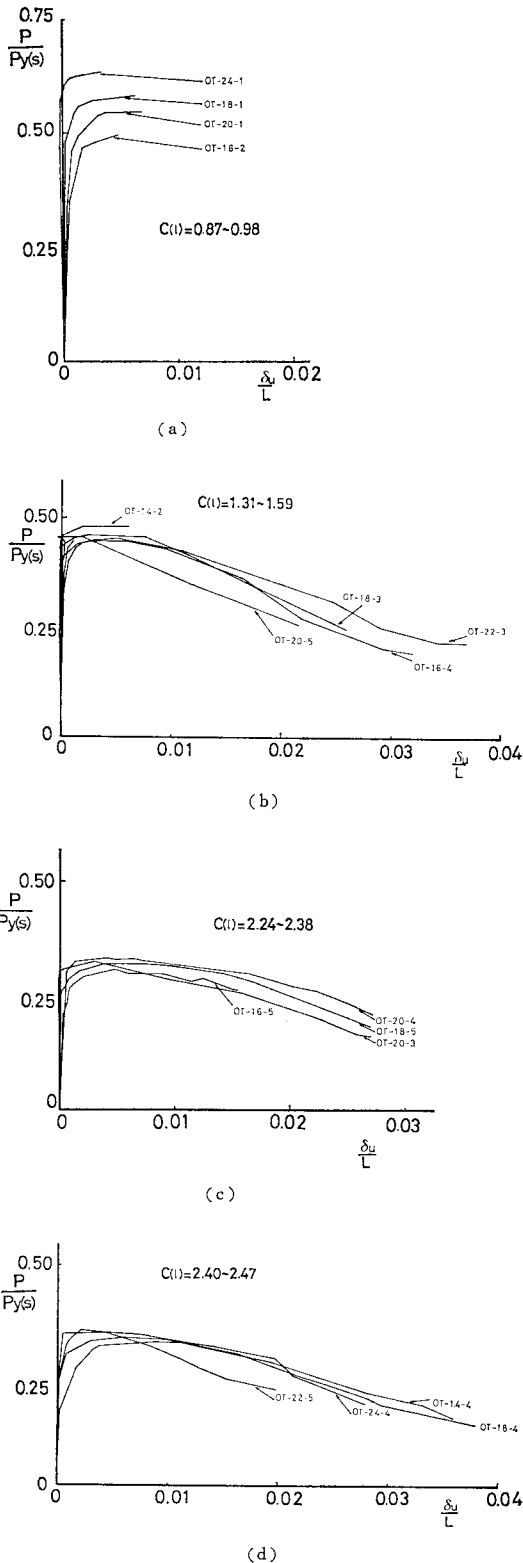 0.75
P
Py(s)
OT-24-1
OT-18-1
0.50
OT-20-1
OT-16-2
C(l)=0.87~0.98
0.25
0
0 0.01 0.02
δu
L
(a)
0.50
C(l)=1.31~1.59
OT-14-2
P
Py(s)
OT-18-3
0.25
OT-20-5
OT-22-3
OT-16-4
0
0 0.01 0.02 0.03 0.04
δu
L
(b)
0.50
P
Py(s)
C(l)=2.24~2.38
0.25
OT-16-5
OT-20-4
OT-18-5
OT-20-3
0
0 0.01 0.02 0.03
δu
L
(c)
0.50
C(l)=2.40~2.47
P
Py(s)
0.25
OT-22-5
OT-24-4
OT-14-4
OT-18-4
0
0 0.01 0.02 0.03 0.04
δu
L
(d)